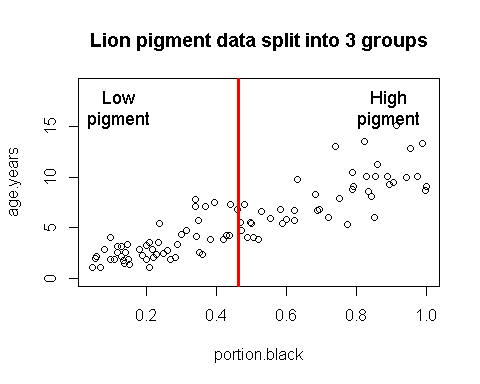 Lion pigment data split into 3 groups
Low
pigment
High
pigment
age.years
15
10
5
0
0.2
0.4
0.6
0.8
1.0
portion.black